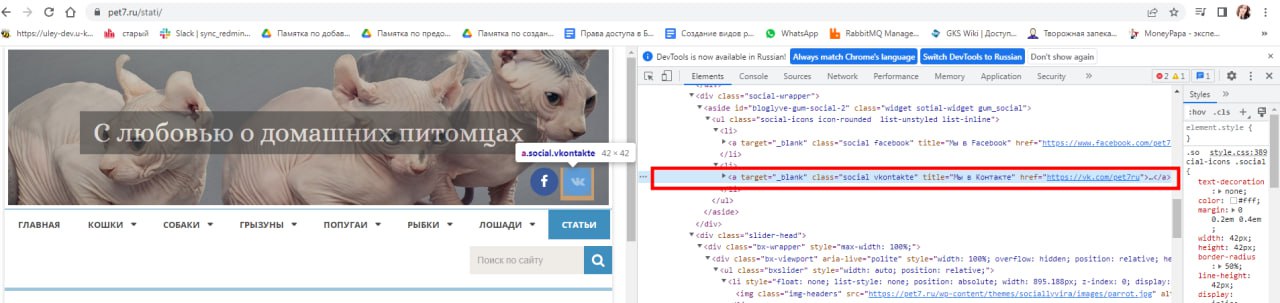 pet7.ru/stati/
https://uley-dev.u-k... старый Slack | sync_redmin... Памятка по добав... Памятка по предо... Памятка по создан... Права доступа в Б... Создание видов р... WhatsApp RabbitMQ Manage... GKS Wiki | Доступ... Творожная запека... MoneyPapa - экспе...
С любовью о домашних питомцах
a.social.vkontakte 42 × 42
ГЛАВНАЯ КОШКИ СОБАКИ ГРЫЗУНЫ ПОПУГАИ РЫБКИ ЛОШАДИ СТАТЬИ
Поиск по сайту
DevTools is now available in Russian! Always match Chrome's language Switch DevTools to Russian Don't show again
Elements Console Sources Network Performance Memory Application Security » 2 1 1
<div class="social-wrapper">
<aside id="bloglyve-gum-social-2" class="widget sotial-widget gum_social">
<ul class="social-icons icon-rounded list-unstyled list-inline">
<li>
<a target="_blank" class="social facebook" title="Мы в Facebook" href="https://www.facebook.com/pet7
</li>
<li>
<a target="_blank" class="social vkontakte" title="Мы в Контакте" href="https://vk.com/pet7ru">…</a>
</li>
</ul>
</aside>
</div>
<div class="slider-head">
<div class="bx-wrapper" style="max-width: 100%;">
<div class="bx-viewport" aria-live="polite" style="width: 100%; overflow: hidden; position: relative; he
<ul class="bxslider" style="width: auto; position: relative;">
<li style="float: none; list-style: none; position: absolute; width: 895.188px; z-index: 0; displa
<img class="img-headers" src="https://pet7.ru/wp-content/themes/sociallyvira/images/parrot.jpg" alt
Styles »
:hov .cls +
element.style {
}
.so style.css:389
cial-icons .social
{
text-decoration
: none;
color: #fff;
margin: 0
0.2em 0.4em
;
width: 42px;
height: 42px;
border-radius
: 50%;
line-height:
42px;
display: